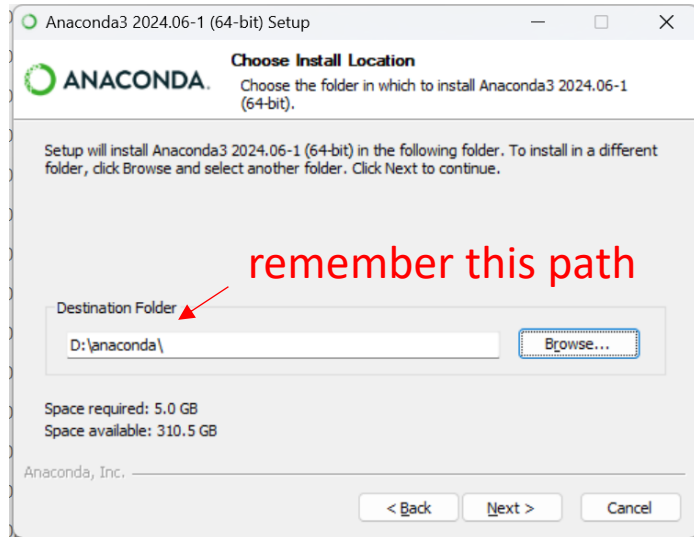 Anaconda3 2024.06-1 (64-bit) Setup
ANACONDA.
Choose Install Location
Choose the folder in which to install Anaconda3 2024.06-1
(64-bit).
Setup will install Anaconda3 2024.06-1 (64-bit) in the following folder. To install in a different
folder, click Browse and select another folder. Click Next to continue.
remember this path
Destination Folder
D:\anaconda\
Browse...
Space required: 5.0 GB
Space available: 310.5 GB
Anaconda, Inc.
< Back
Next >
Cancel